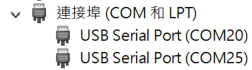 連接埠 (COM 和 LPT)
USB Serial Port (COM20)
USB Serial Port (COM25)